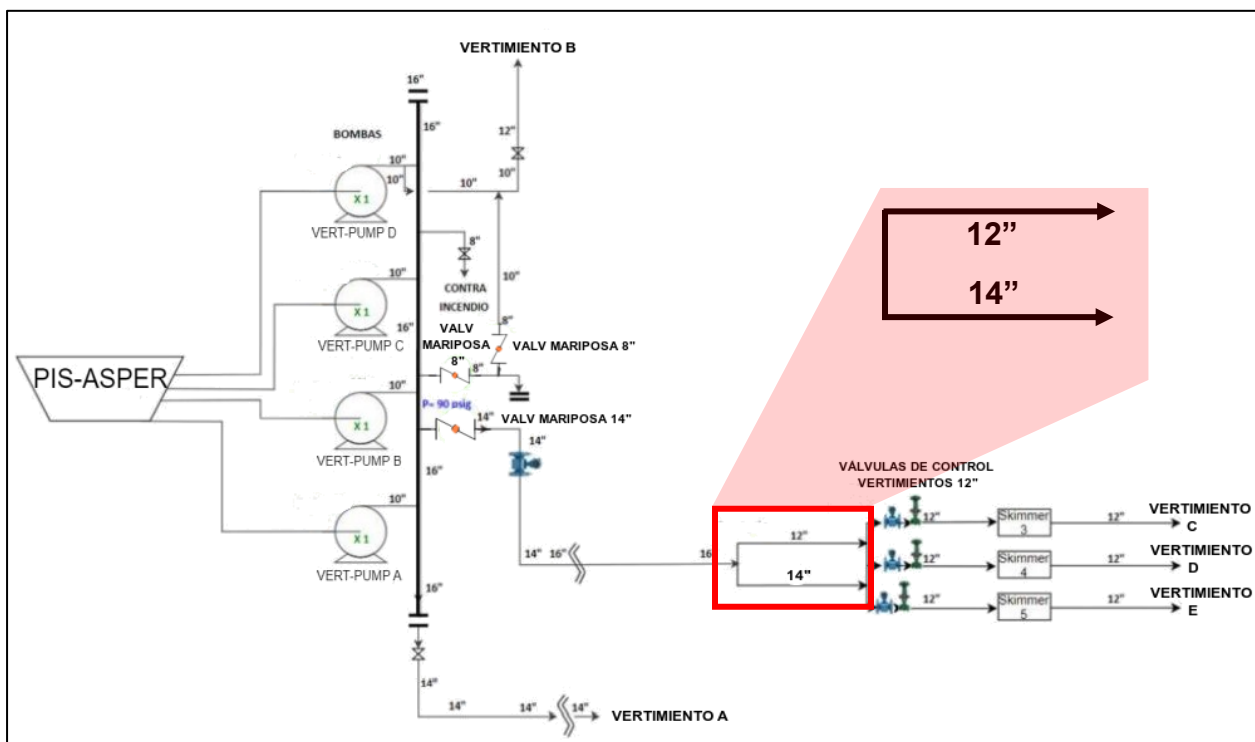 VERTIMIENTO B
16"
16"
12"
BOMBAS
10"
10"
10"
10"
X 1
VERT-PUMP D
8"
CONTRA
INCENDIO
10"
10"
X 1
VERT-PUMP C
16"
8"
VALV
MARIPOSA
8"
8"
VALV MARIPOSA 8"
PIS-ASPER
10"
P= 90 psig
14"
VALV MARIPOSA 14"
X 1
VERT-PUMP B
14"
16"
10"
X 1
VERT-PUMP A
16"
14"
16"
12”
14”
VÁLVULAS DE CONTROL
VERTIMIENTOS 12"
16
12"
14"
12"
Skimmer
3
12"
VERTIMIENTO
C
12"
Skimmer
4
12"
VERTIMIENTO
D
12"
Skimmer
5
12"
VERTIMIENTO
E
14"
14"
14"
14"
VERTIMIENTO A